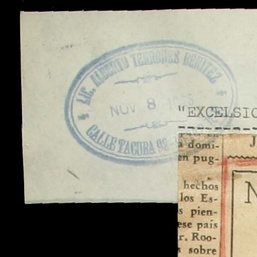 LIC. ALBERTO TERRONES BENITEZ
NOV 8
CALLE TACUBA
"EXCELSIO
a domi-
en pug-
hechos
los Es-
s pien-
ese país
r. Roo-
s sobre
J
N